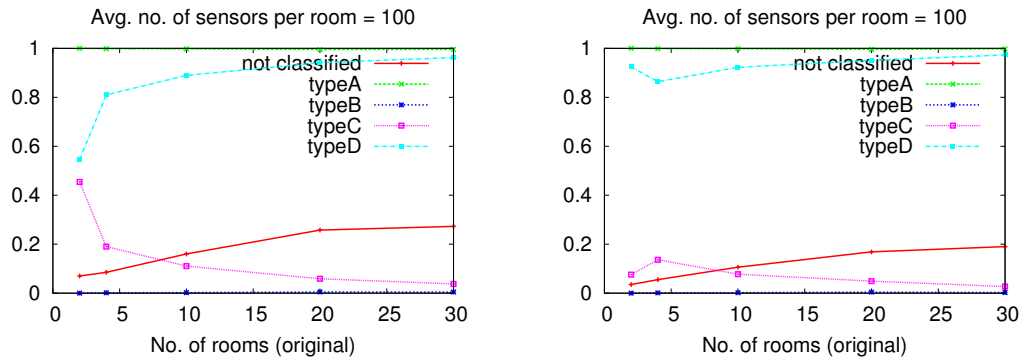 Avg. no. of sensors per room = 100
1
0.8
0.6
0.4
0.2
0
0 5 10 15 20 25 30
No. of rooms (original)
not classified
typeA
typeB
typeC
typeD
Avg. no. of sensors per room = 100
1
0.8
0.6
0.4
0.2
0
0 5 10 15 20 25 30
No. of rooms (original)
not classified
typeA
typeB
typeC
typeD